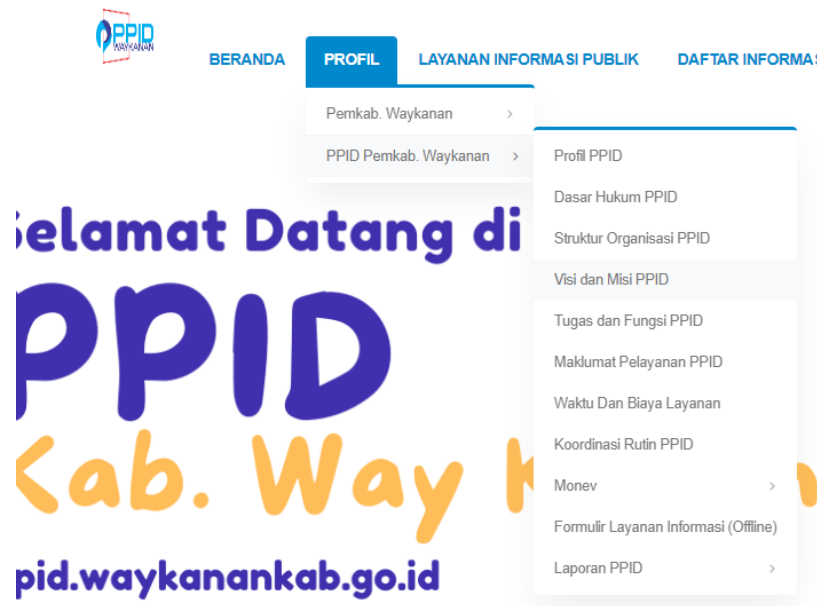 PPID
WAYKANAN
BERANDA
PROFIL
LAYANAN INFORMASI PUBLIK
DAFTAR INFORMAS
Pemkab. Waykanan
PPID Pemkab. Waykanan
Profil PPID
Dasar Hukum PPID
Struktur Organisasi PPID
Visi dan Misi PPID
Tugas dan Fungsi PPID
Maklumat Pelayanan PPID
Waktu Dan Biaya Layanan
Koordinasi Rutin PPID
Monev
Formulir Layanan Informasi (Offline)
Laporan PPID
Selamat Datang di
PPID
Kab. Way K n
pid.waykanankab.go.id